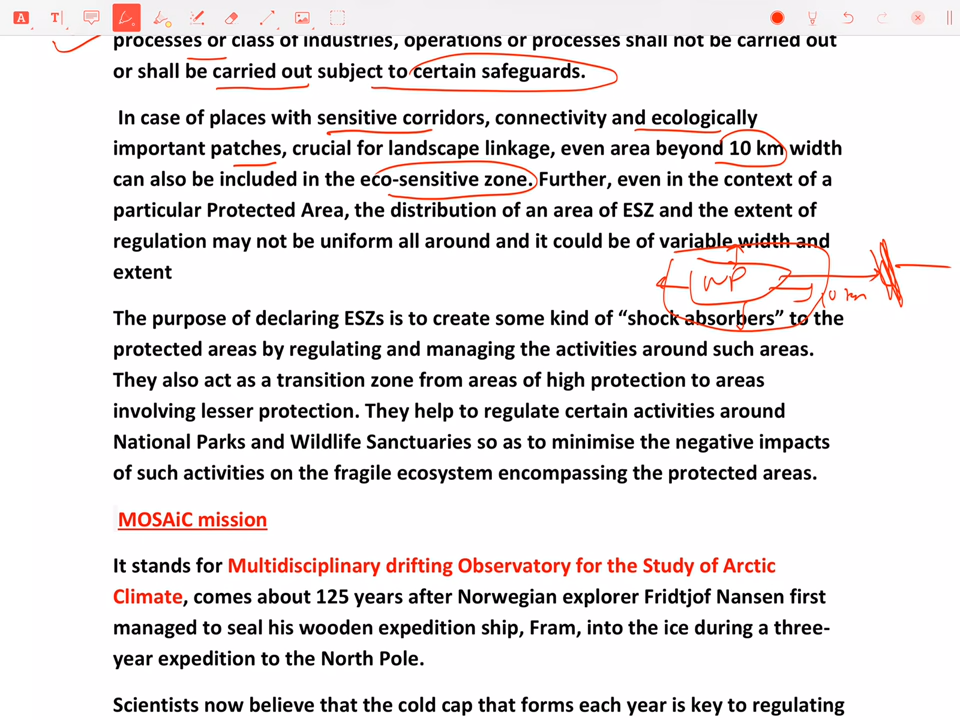 A T
processes or class of industries, operations or processes shall not be carried out
or shall be carried out subject to certain safeguards.
In case of places with sensitive corridors, connectivity and ecologically
important patches, crucial for landscape linkage, even area beyond 10 km width
can also be included in the eco-sensitive zone. Further, even in the context of a
particular Protected Area, the distribution of an area of ESZ and the extent of
regulation may not be uniform all around and it could be of variable width and
extent
NP
10 km
The purpose of declaring ESZs is to create some kind of “shock absorbers” to the
protected areas by regulating and managing the activities around such areas.
They also act as a transition zone from areas of high protection to areas
involving lesser protection. They help to regulate certain activities around
National Parks and Wildlife Sanctuaries so as to minimise the negative impacts
of such activities on the fragile ecosystem encompassing the protected areas.
MOSAiC mission
It stands for Multidisciplinary drifting Observatory for the Study of Arctic
Climate, comes about 125 years after Norwegian explorer Fridtjof Nansen first
managed to seal his wooden expedition ship, Fram, into the ice during a three-
year expedition to the North Pole.
Scientists now believe that the cold cap that forms each year is key to regulating